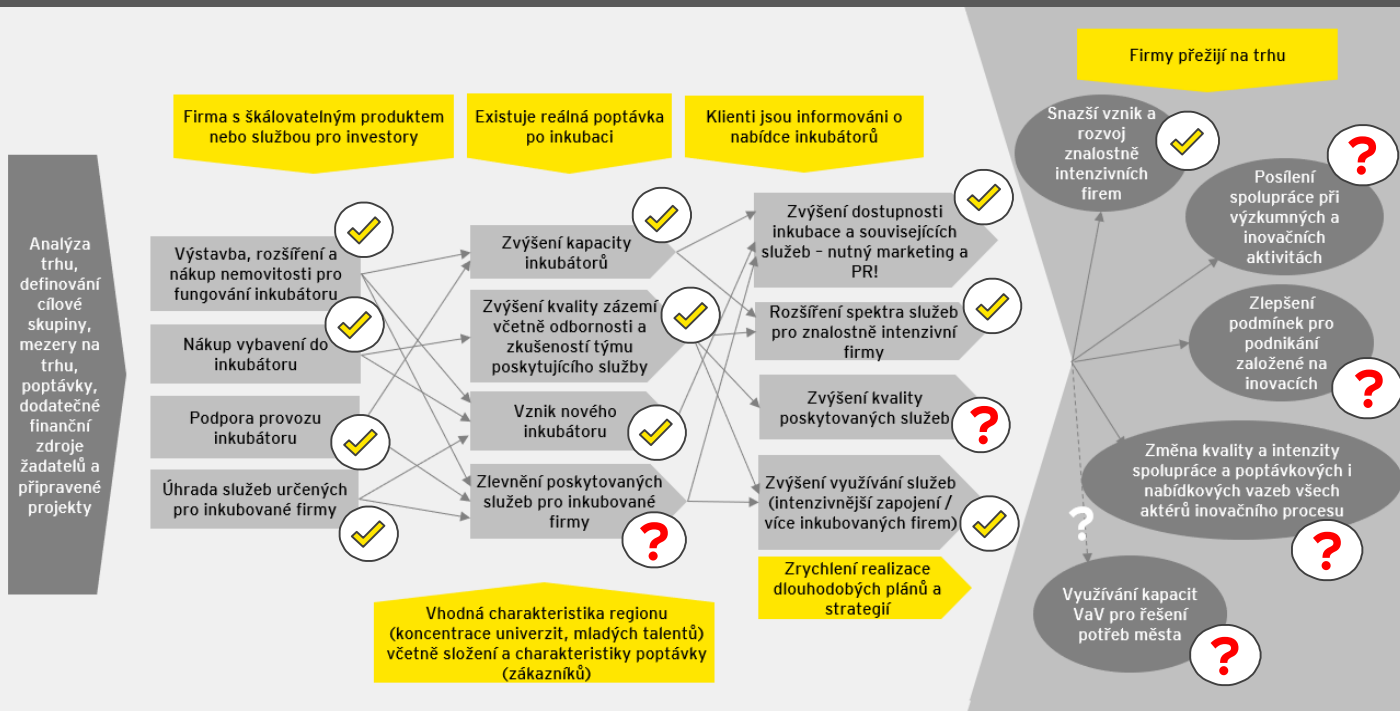 Firmy přežijí na trhu
Firma s škálovatelným produktem
nebo službou pro investory
Existuje reálná poptávka
po inkubaci
Klienti jsou informováni o
nabídce inkubátorů
Analýza
trhu,
definování
cílové
skupiny,
mezery na
trhu,
poptávky,
dodatečné
finanční
zdroje
žadatelů a
připravené
projekty
Výstavba, rozšíření a
nákup nemovitosti pro
fungování inkubátoru
Nákup vybavení do
inkubátoru
Podpora provozu
inkubátoru
Úhrada služeb určených
pro inkubované firmy
Zvýšení kapacity
inkubátorů
Zvýšení kvality zázemí
včetně odbornosti a
zkušeností týmu
poskytujícího služby
Vznik nového
inkubátoru
Zlevnění poskytovaných
služeb pro inkubované
firmy
?
Vhodná charakteristika regionu
(koncentrace univerzit, mladých talentů)
včetně složení a charakteristiky poptávky
(zákazníků)
Zvýšení dostupnosti
inkubace a souvisejících
služeb – nutný marketing a
PR!
Rozšíření spektra služeb
pro znalostně intenzivní
firmy
Zvýšení kvality
poskytovaných služeb
?
Zvýšení využívání služeb
(intenzivnější zapojení /
více inkubovaných firem)
Zrychlení realizace
dlouhodobých plánů a
strategií
Snazší vznik a
rozvoj
znalostně
intenzivních
firem
Posílení
spolupráce při
výzkumných a
inovačních
aktivitách
?
Zlepšení
podmínek pro
podnikání
založené na
inovacích
?
Změna kvality a intenzity
spolupráce a poptávkových i
nabídkových vazeb všech
aktérů inovačního procesu
?
?
Využívání kapacit
VaV pro řešení
potřeb města
?